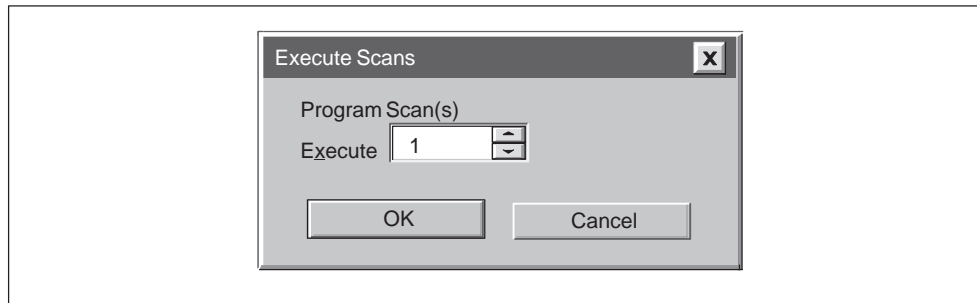 Execute Scans
X
Program Scan(s)
Execute 1
OK Cancel